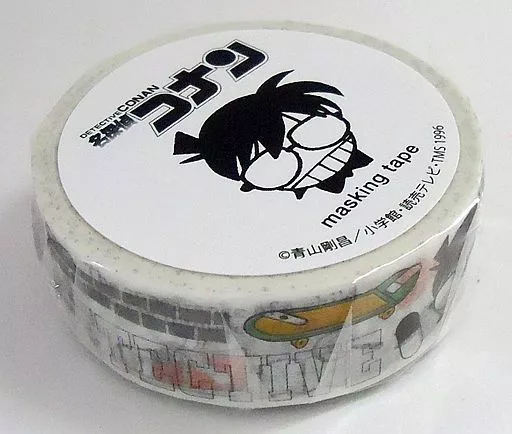 DETECTIVE CONAN
名探偵コナン
masking tape
©青山剛昌／小学館・読売テレビ・TMS 1996
ECTIVE